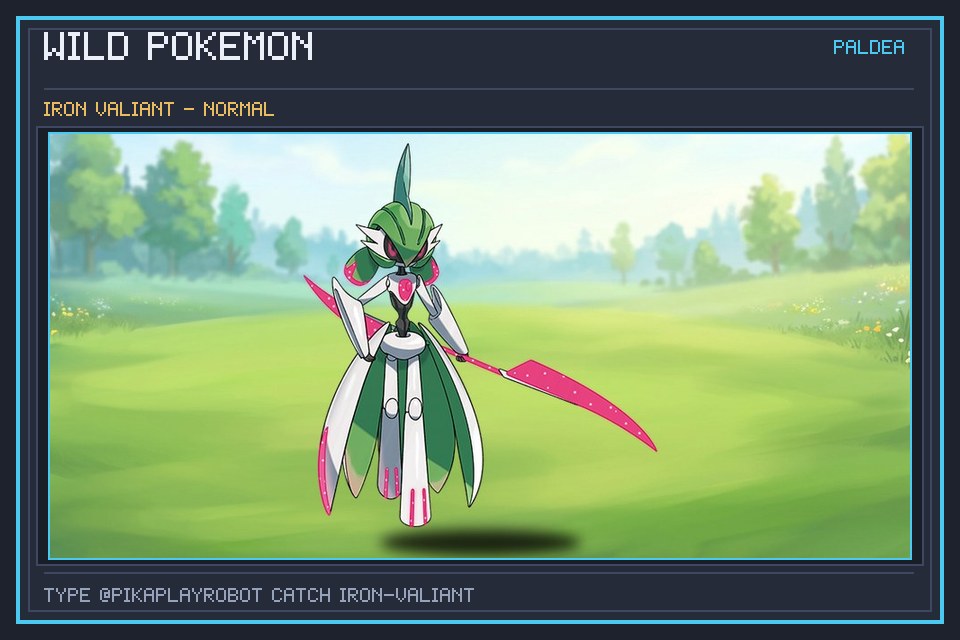 WILD POKEMON
PALDEA
IRON VALIANT - NORMAL
TYPE @PIKAPLAYROBOT CATCH IRON-VALIANT